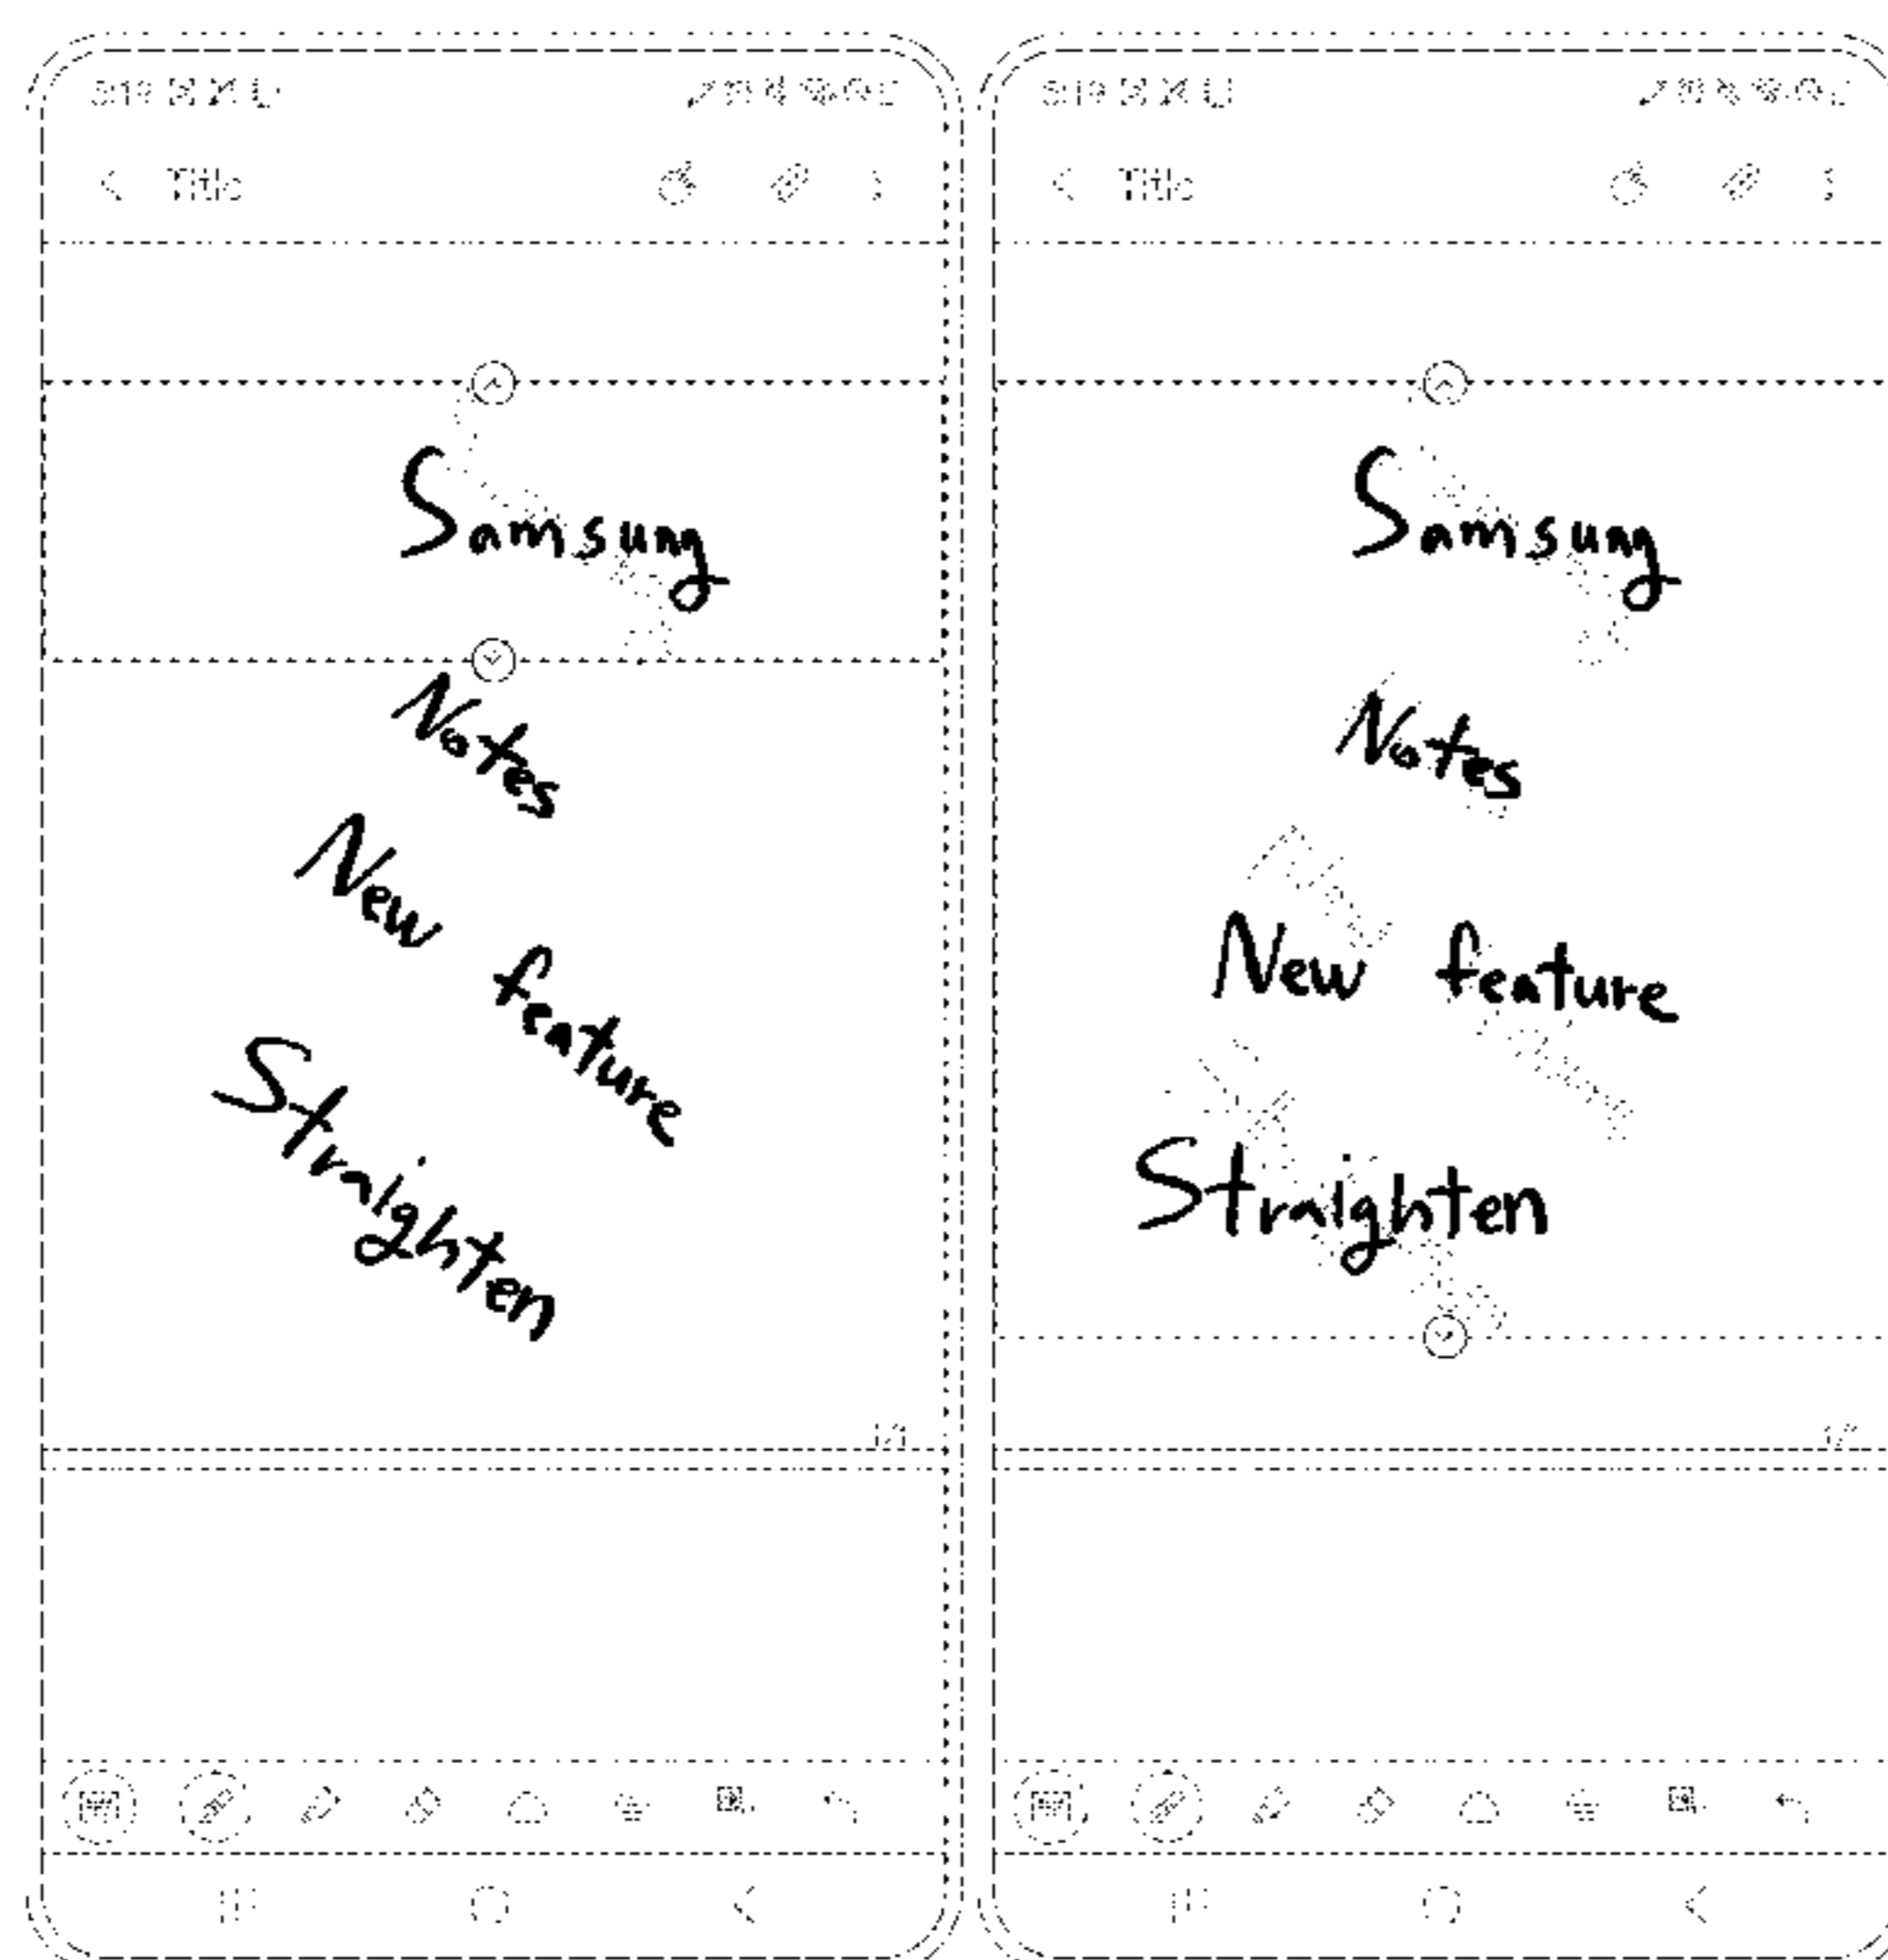 Title
Samsung
Notes
New feature
Straighten
Title
Samsung
Notes
New feature
Straighten